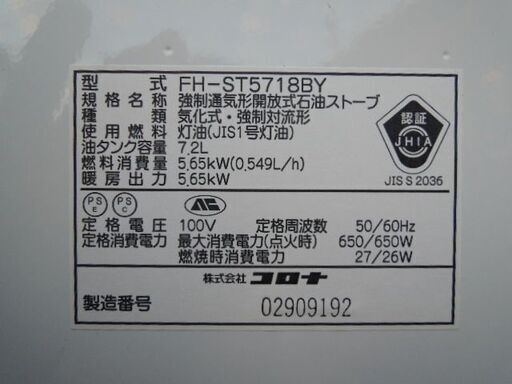 型 式 FH-ST5718BY
規格名称 強制通気形開放式石油ストーブ
種 類 気化式・強制対流形
使用燃料 灯油(JIS1号灯油)
油タンク容量 7,2L
燃料消費量 5,65kW(0,549L/h)
暖房出力 5,65kW
認証
JHIA
JIS S 2036
PS E PS C
定格電圧 100V 定格周波数 50/60Hz
定格消費電力 最大消費電力(点火時) 650/650W
燃焼時消費電力 27/26W
株式会社 コロナ
製造番号 02909192